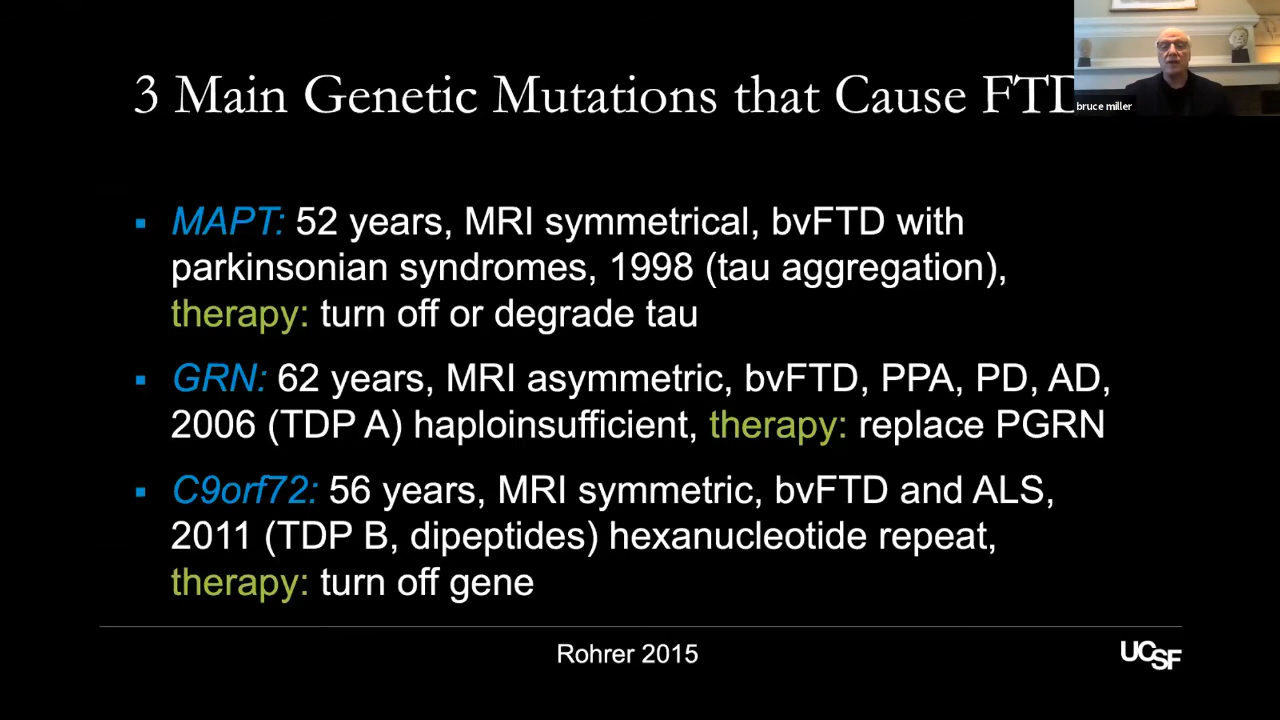 3 Main Genetic Mutations that Cause FTD
bruce miller
MAPT: 52 years, MRI symmetrical, bvFTD with
parkinsonian syndromes, 1998 (tau aggregation),
therapy: turn off or degrade tau
GRN: 62 years, MRI asymmetric, bvFTD, PPA, PD, AD,
2006 (TDP A) haploinsufficient, therapy: replace PGRN
C9orf72: 56 years, MRI symmetric, bvFTD and ALS,
2011 (TDP B, dipeptides) hexanucleotide repeat,
therapy: turn off gene
Rohrer 2015
UCSF